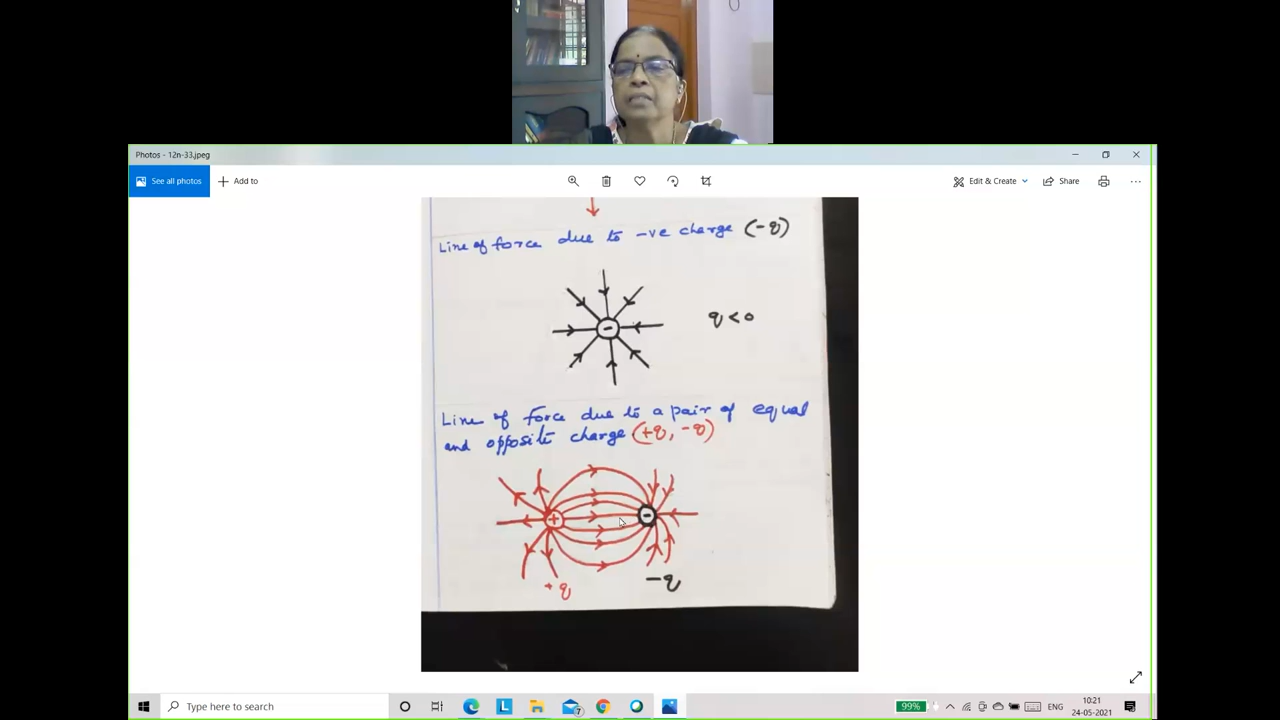 Photos - 12n-33.jpeg
See all photos
Add to
Edit & Create
Share
Line of force due to -ve charge (-q)
-
q < 0
Line of force due to a pair of equal
and opposite charge (+q, -q)
+ -
+q -q
Type here to search
L
7
99%
ENG
10:21
24-05-2021